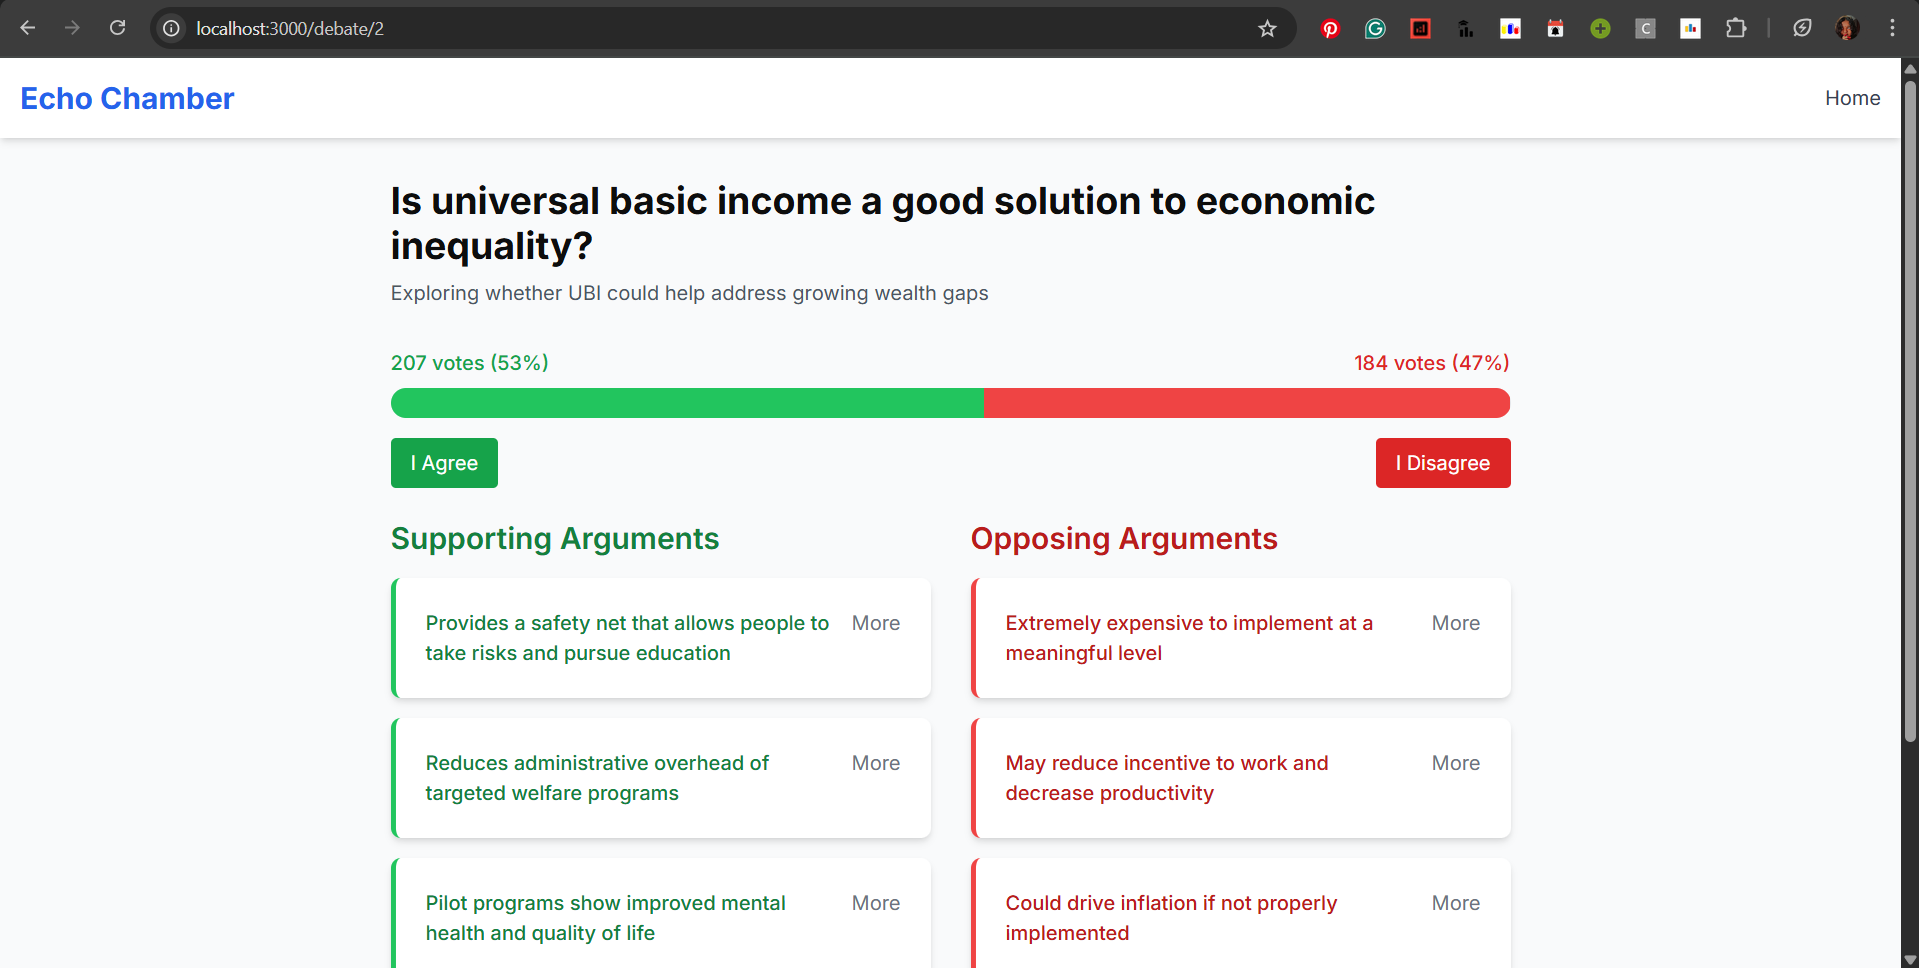 localhost:3000/debate/2
Echo Chamber
Home
Is universal basic income a good solution to economic
inequality?
Exploring whether UBI could help address growing wealth gaps
207 votes (53%)
184 votes (47%)
I Agree
I Disagree
Supporting Arguments
Provides a safety net that allows people to
take risks and pursue education
More
Reduces administrative overhead of
targeted welfare programs
More
Pilot programs show improved mental
health and quality of life
More
Opposing Arguments
Extremely expensive to implement at a
meaningful level
More
May reduce incentive to work and
decrease productivity
More
Could drive inflation if not properly
implemented
More